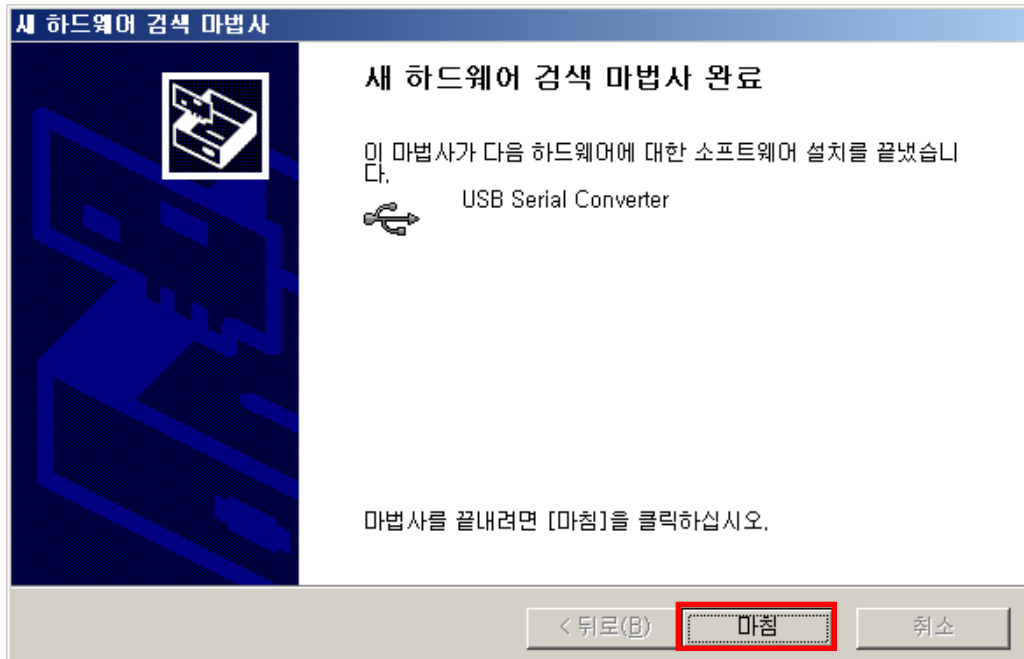 새 하드웨어 검색 마법사
새 하드웨어 검색 마법사 완료
이 마법사가 다음 하드웨어에 대한 소프트웨어 설치를 끝냈습니
다.
USB Serial Converter
마법사를 끝내려면 [마침]을 클릭하십시오.
< 뒤로(B) 마침 취소